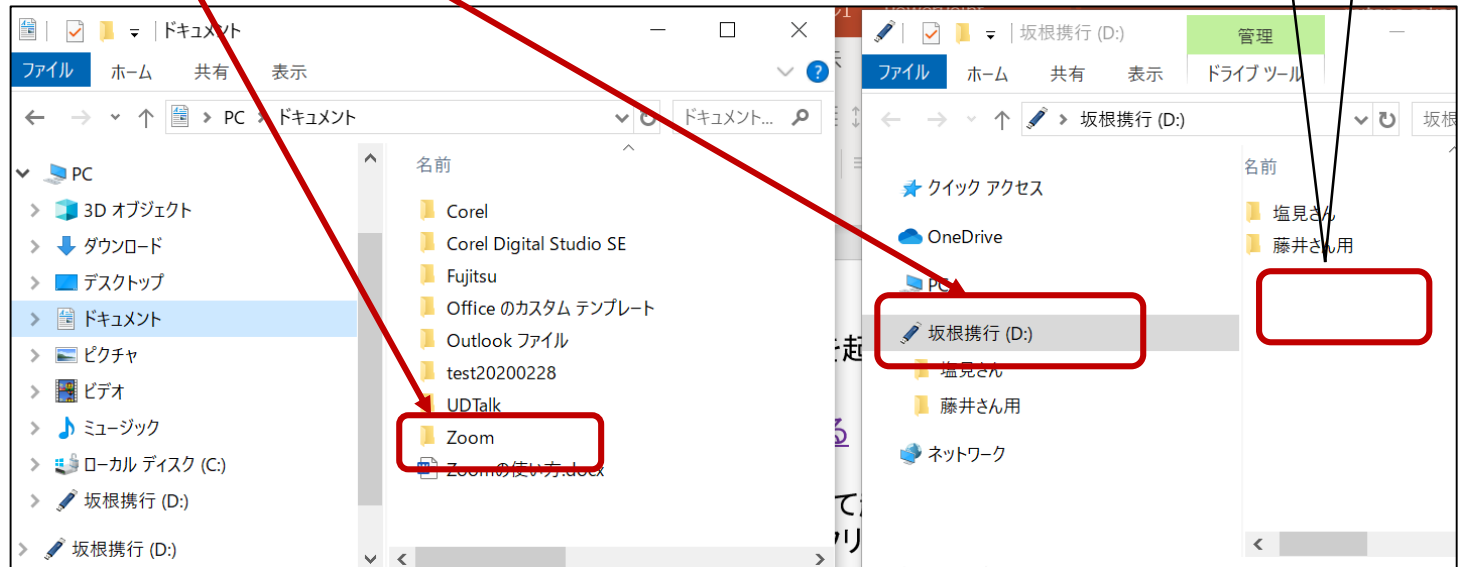 ドキュメント
ファイル ホーム 共有 表示
PC ドキュメント
ドキュメント...
PC
3D オブジェクト
ダウンロード
デスクトップ
ドキュメント
ピクチャ
ビデオ
ミュージック
ローカル ディスク (C:)
坂根携行 (D:)
坂根携行 (D:)
名前
Corel
Corel Digital Studio SE
Fujitsu
Office のカスタム テンプレート
Outlook ファイル
test20200228
UDTalk
Zoom
Zoomの使い方.docx
を起
る
て
クリ
坂根携行 (D:)
管理
ファイル ホーム 共有 表示 ドライブ ツール
坂根携行 (D:)
坂根
クイック アクセス
OneDrive
PC
坂根携行 (D:)
塩見さん
藤井さん用
ネットワーク
名前
塩見さん
藤井さん用